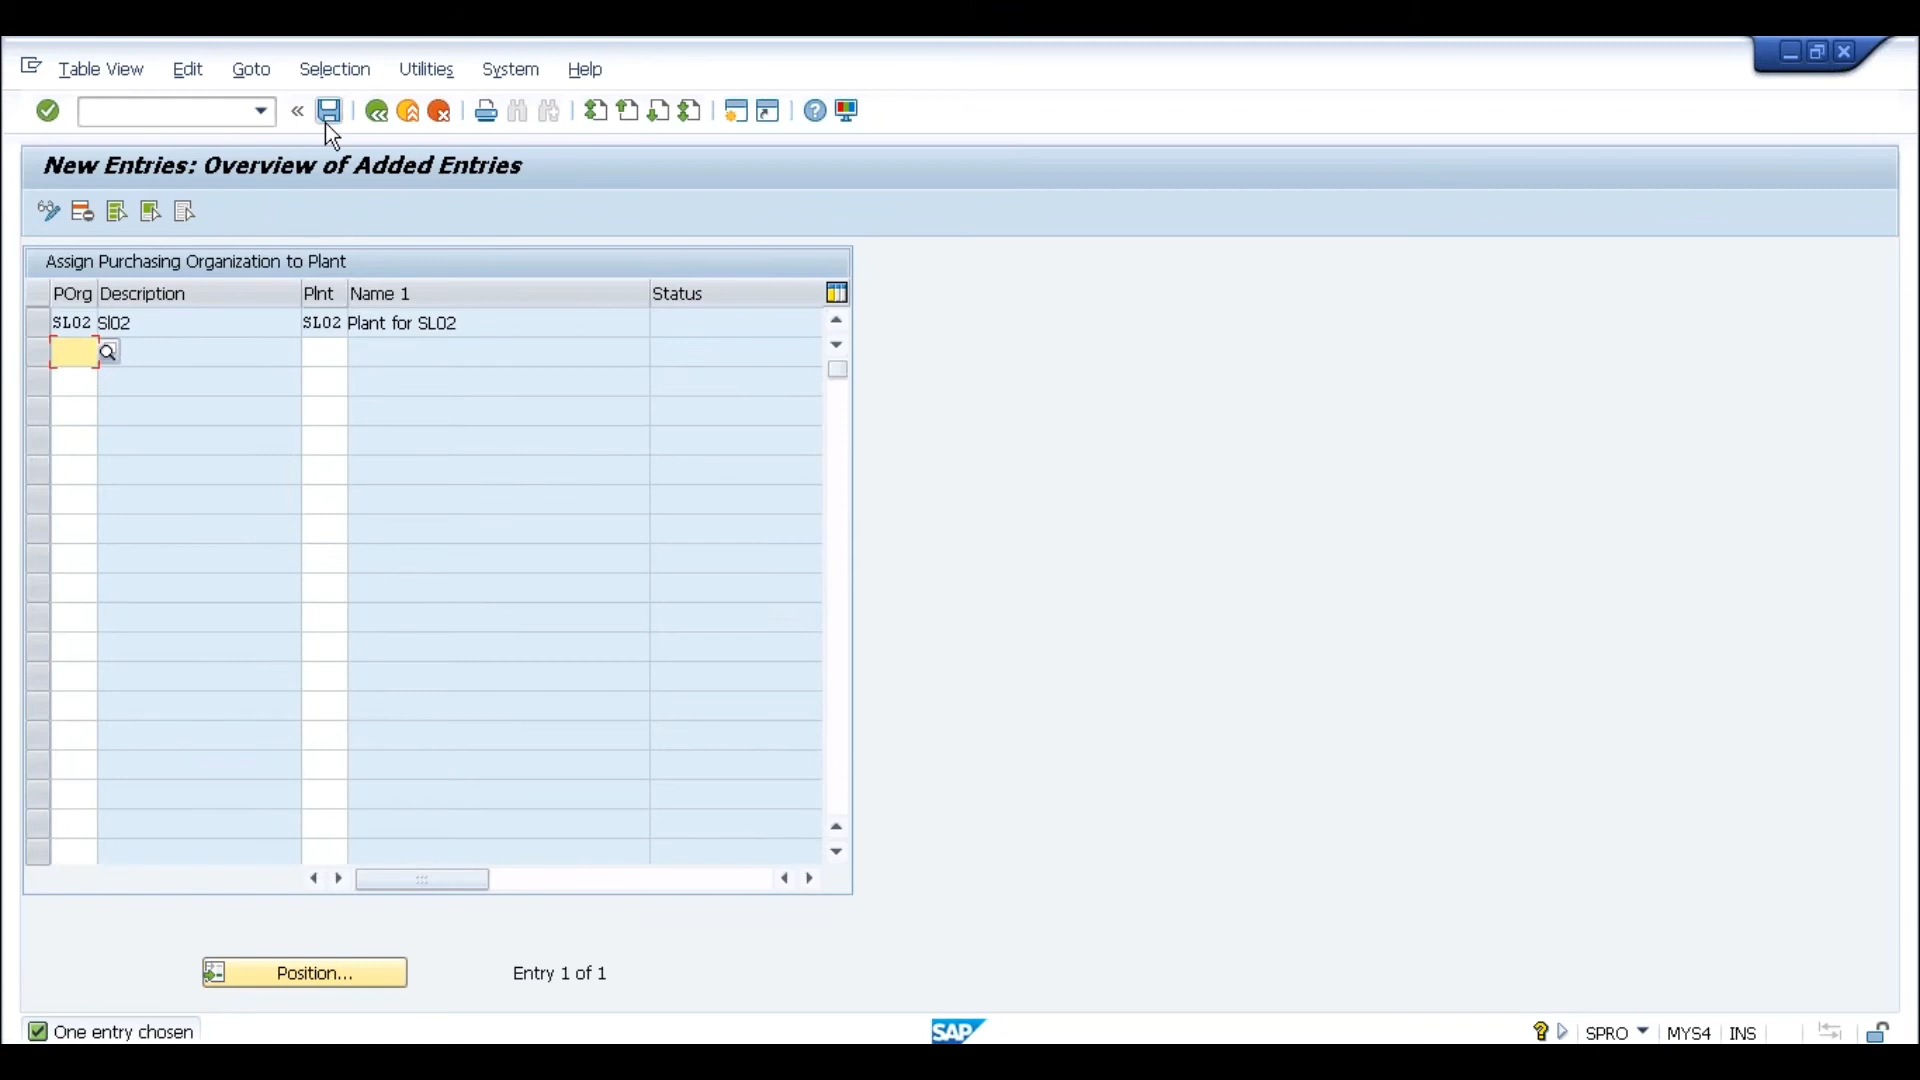 Table View Edit Goto Selection Utilities System Help
New Entries: Overview of Added Entries
Assign Purchasing Organization to Plant
POrg Description Plnt Name 1 Status
SL02 Sl02 SL02 Plant for SL02
Position... Entry 1 of 1
One entry chosen SAP SPRO MYS4 INS